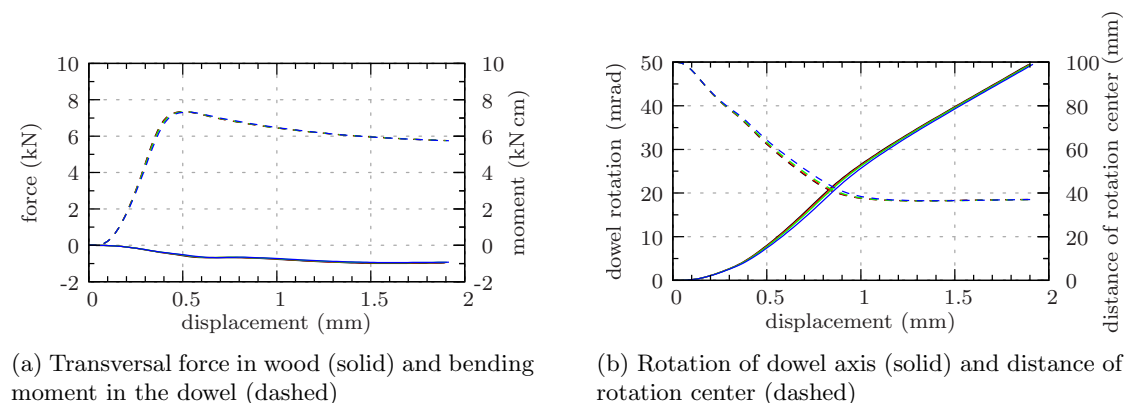 10
8
6
4
2
0
-2
force (kN)
10
8
6
4
2
0
-2
moment (kN cm)
0 0.5 1 1.5 2
displacement (mm)
(a) Transversal force in wood (solid) and bending
moment in the dowel (dashed)
50
40
30
20
10
0
dowel rotation (mrad)
100
80
60
40
20
0
distance of rotation center (mm)
0 0.5 1 1.5 2
displacement (mm)
(b) Rotation of dowel axis (solid) and distance of
rotation center (dashed)